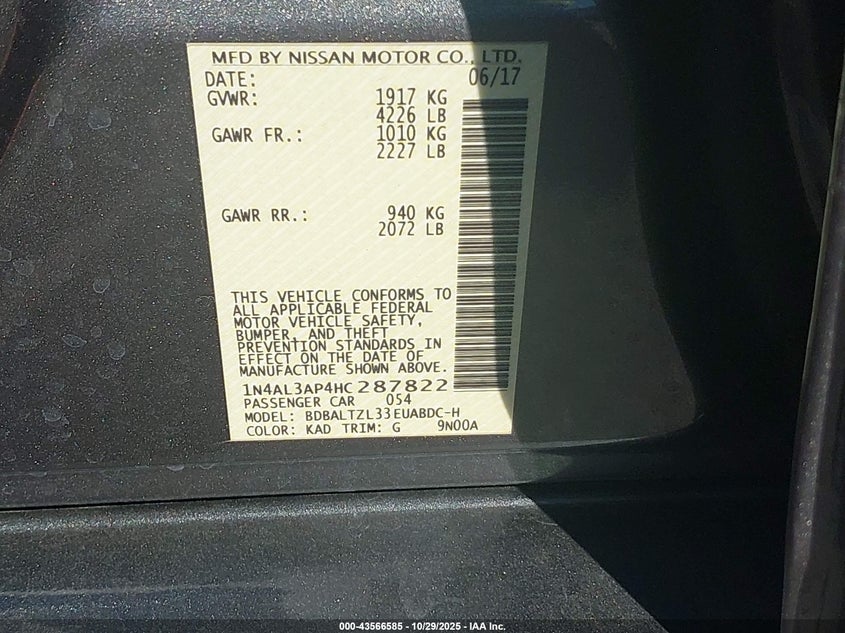 MFD BY NISSAN MOTOR CO., LTD.
DATE: 06/17
GVWR: 1917 KG
4226 LB
GAWR FR.: 1010 KG
2227 LB
GAWR RR.: 940 KG
2072 LB
THIS VEHICLE CONFORMS TO
ALL APPLICABLE FEDERAL
MOTOR VEHICLE SAFETY,
BUMPER, AND THEFT
PREVENTION STANDARDS IN
EFFECT ON THE DATE OF
MANUFACTURE SHOWN ABOVE.
1N4AL3AP4HC287822
PASSENGER CAR 054
MODEL: BDBALTZL33EUABDC-H
COLOR: KAD TRIM: G 9N00A
000-43566585 - 10/29/2025 - IAA Inc.